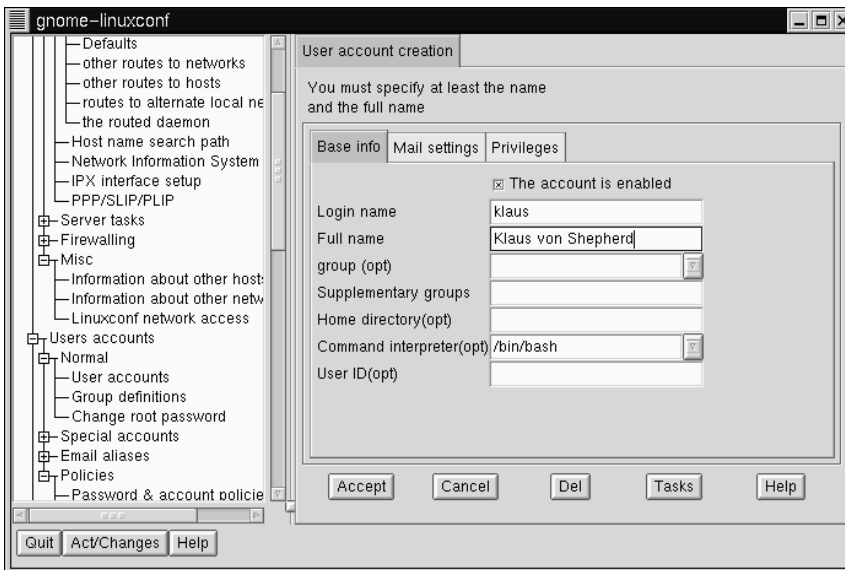 gnome-linuxconf
Defaults
other routes to networks
other routes to hosts
routes to alternate local ne
the routed daemon
Host name search path
Network Information System
IPX interface setup
PPP/SLIP/PLIP
Server tasks
Firewalling
Misc
Information about other host
Information about other netw
Linuxconf network access
Users accounts
Normal
User accounts
Group definitions
Change root password
Special accounts
Email aliases
Policies
Password & account policie
User account creation
You must specify at least the name
and the full name
Base info Mail settings Privileges
The account is enabled
Login name klaus
Full name Klaus von Shepherd
group (opt)
Supplementary groups
Home directory(opt)
Command interpreter(opt) /bin/bash
User ID(opt)
Accept Cancel Del Tasks Help
Quit Act/Changes Help